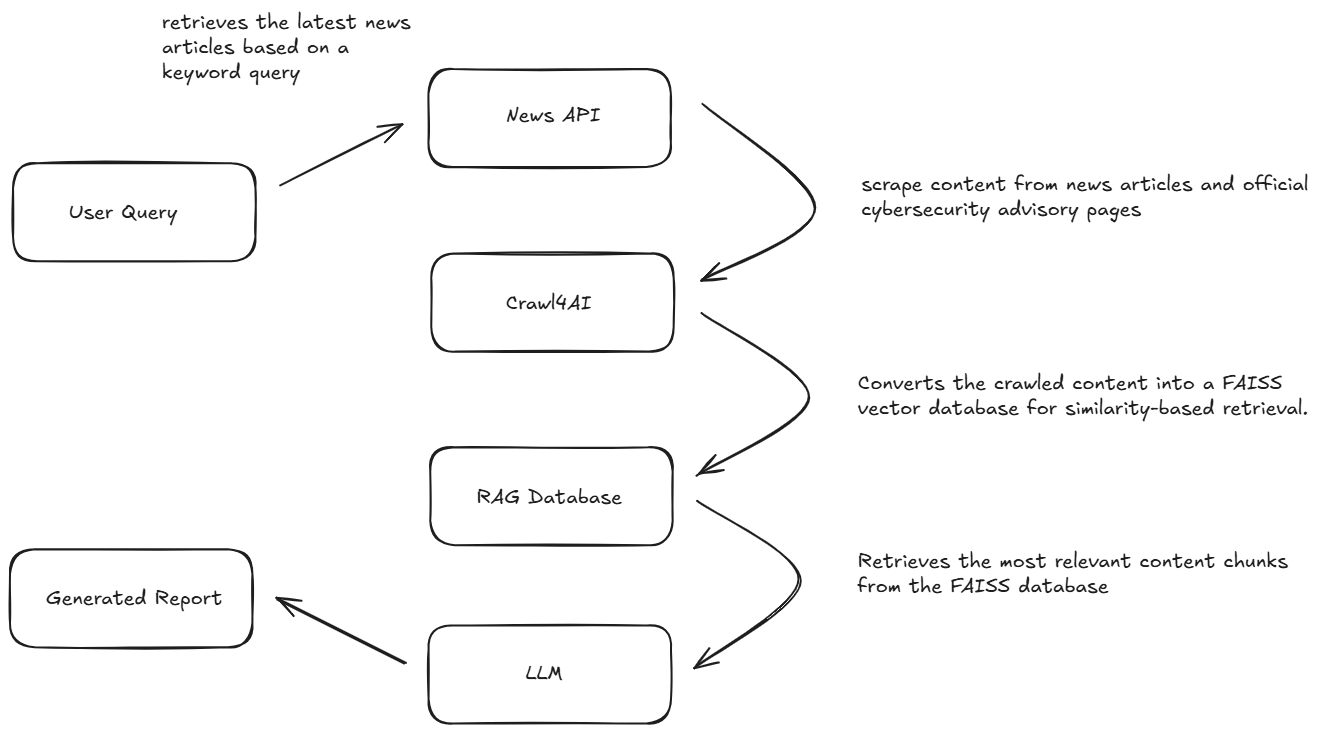 retrieves the latest news
articles based on a
keyword query
News API
User Query
scrape content from news articles and official
cybersecurity advisory pages
Crawl4AI
Converts the crawled content into a FAISS
vector database for similarity-based retrieval.
RAG Database
Retrieves the most relevant content chunks
from the FAISS database
Generated Report
LLM